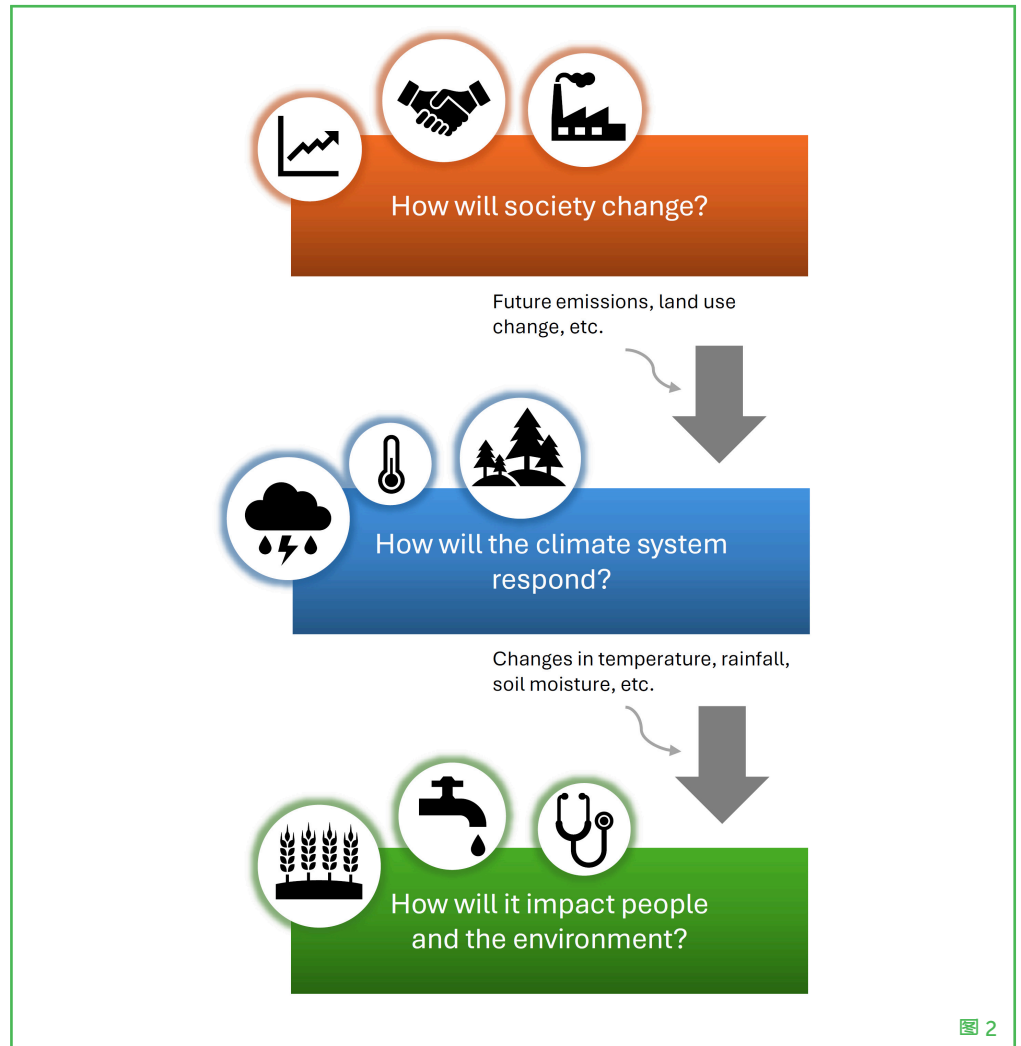 How will society change?
Future emissions, land use
change, etc.
How will the climate system
respond?
Changes in temperature, rainfall,
soil moisture, etc.
How will it impact people
and the environment?
图 2